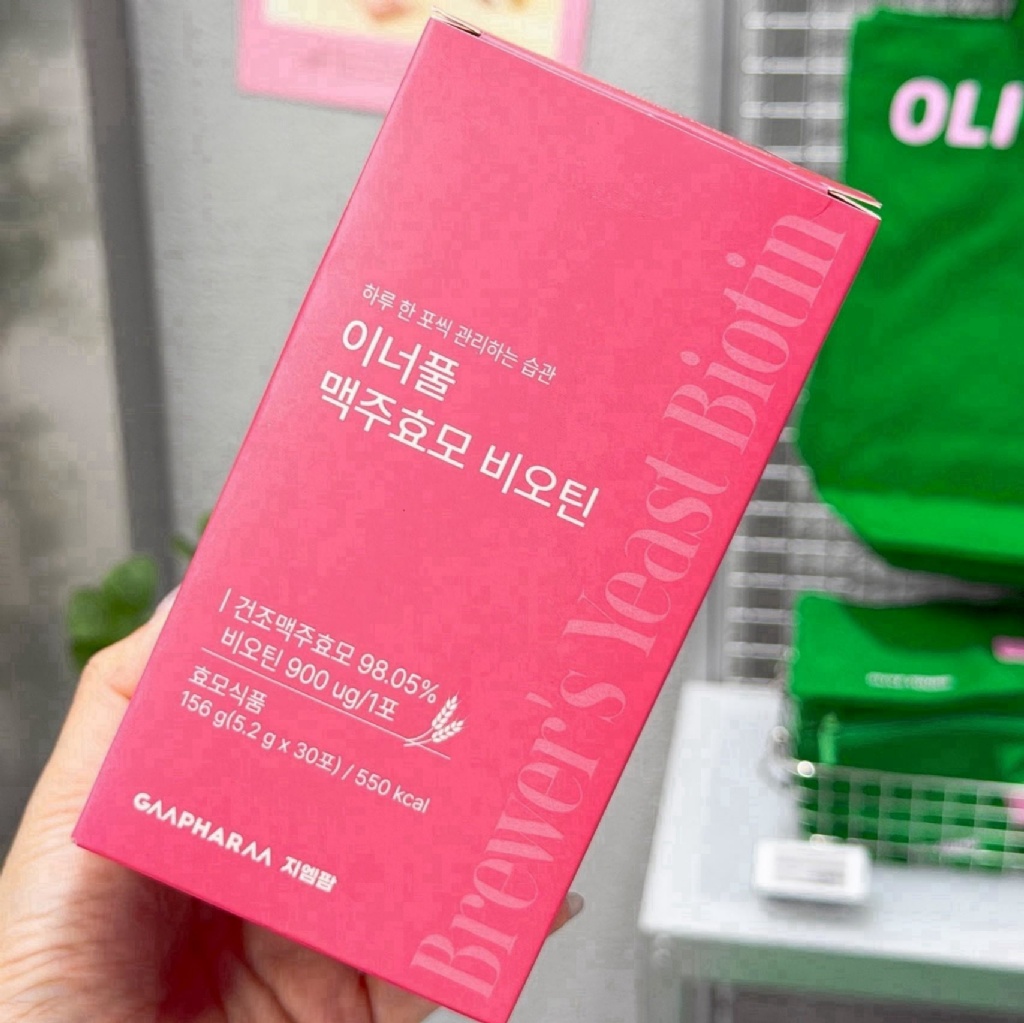 하루 한 포씩 관리하는 습관
이너풀
맥주효모 비오틴
Brewer's Yeast Biotin
| 건조맥주효모 98.05%
비오틴 900 ug/1포
효모식품
156 g(5.2 g x 30포) / 550 kcal
GMPHARM 지엠팜
OLI